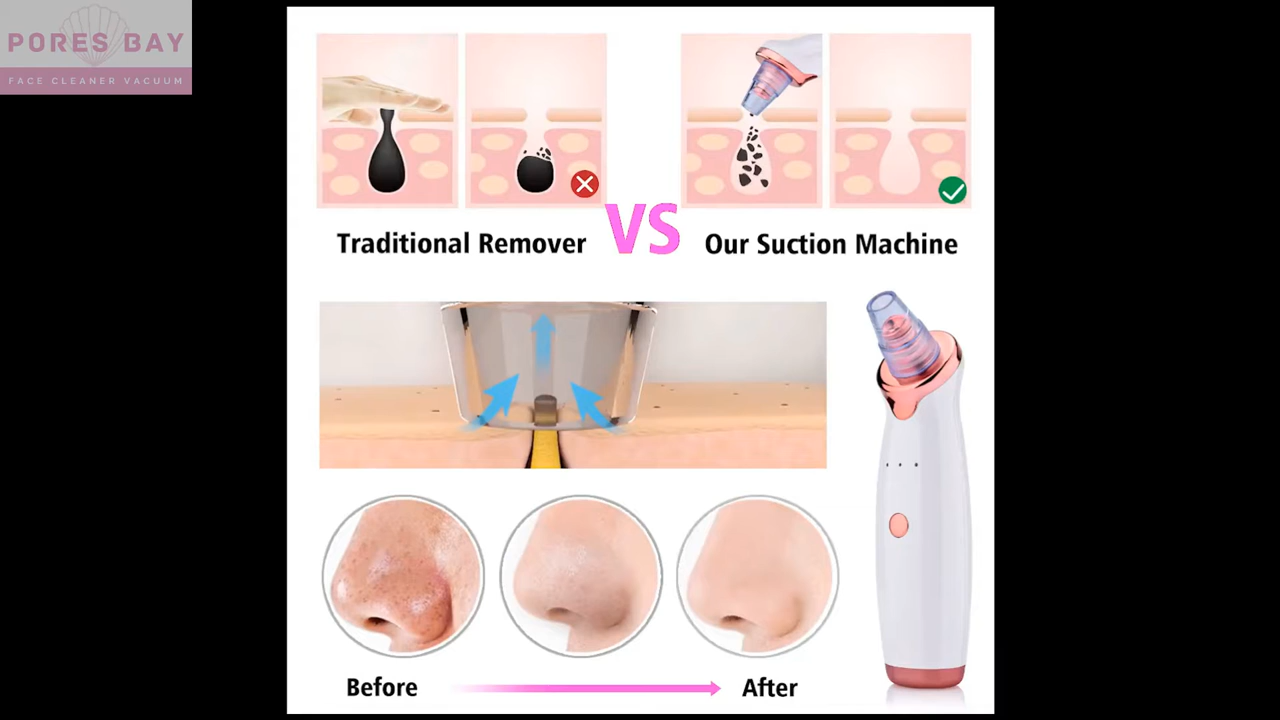 PORES BAY
FACE CLEANER VACUUM
Traditional Remover
VS
Our Suction Machine
Before
After